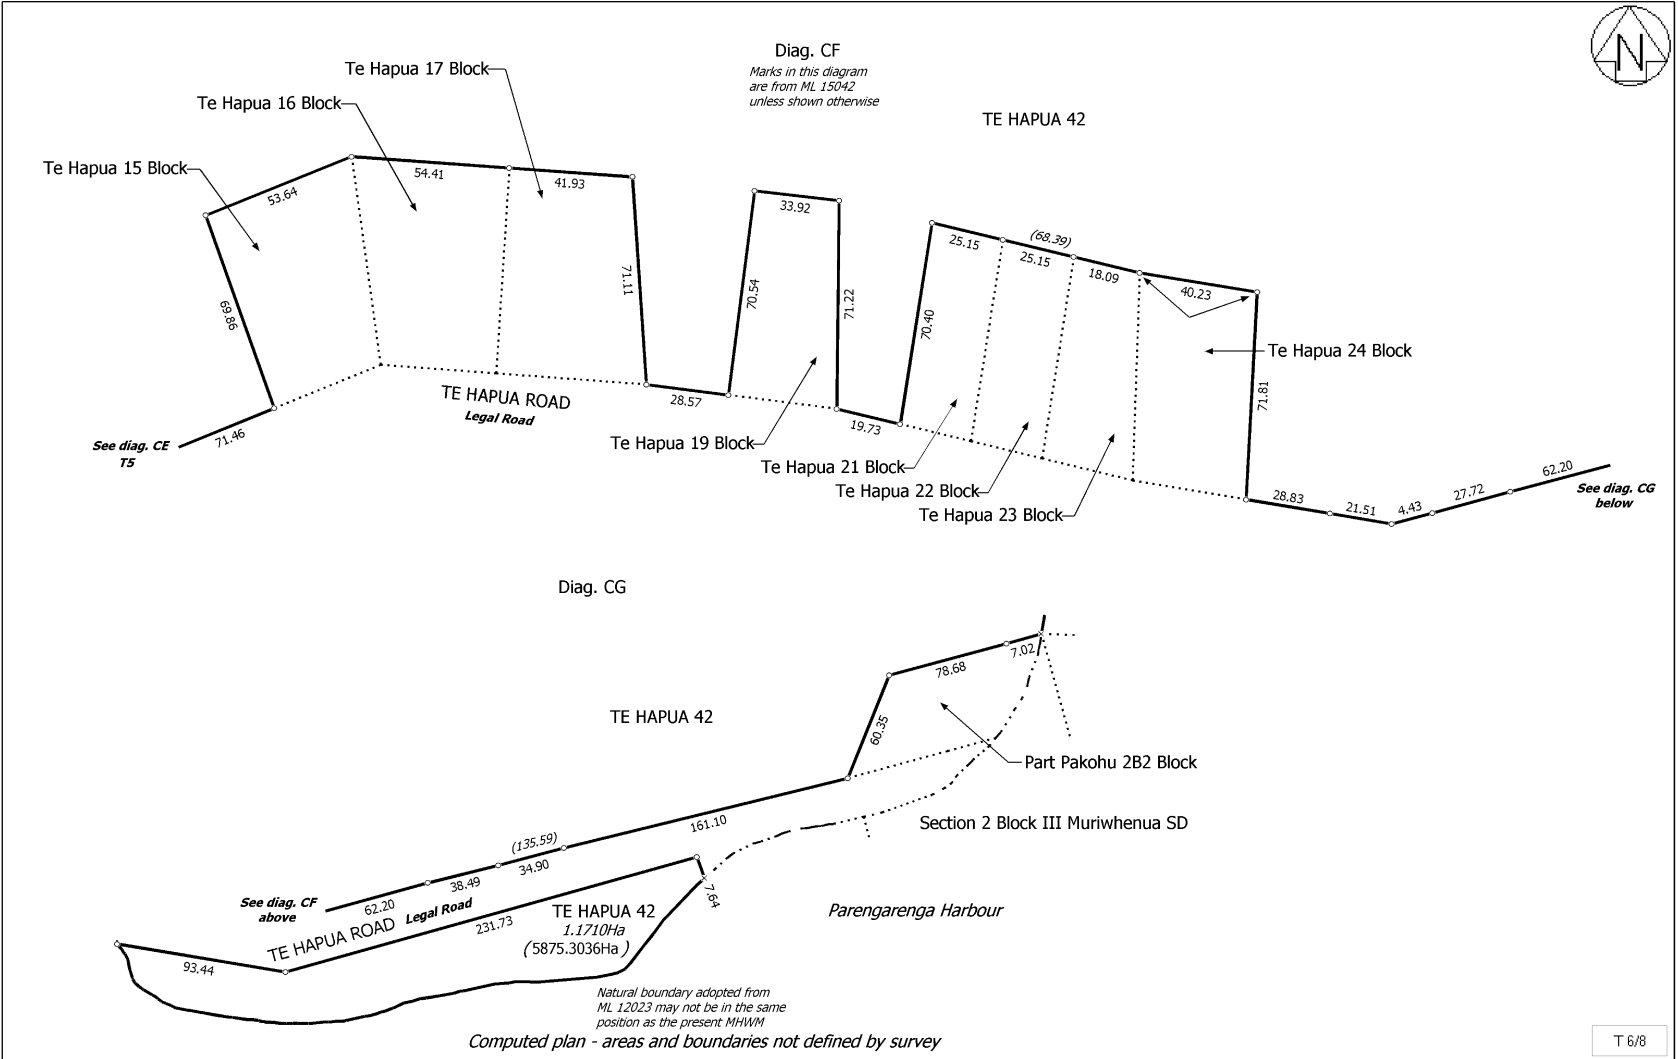 N
Diag. CF
Marks in this diagram
are from ML 15042
unless shown otherwise
Te Hapua 17 Block
Te Hapua 16 Block
TE HAPUA 42
Te Hapua 15 Block
53.64
54.41
41.93
33.92
25.15
(68.39)
25.15
18.09
40.23
69.86
71.11
70.54
71.22
70.40
Te Hapua 24 Block
71.81
TE HAPUA ROAD
Legal Road
28.57
19.73
71.46
See diag. CE
T5
Te Hapua 19 Block
Te Hapua 21 Block
Te Hapua 22 Block
Te Hapua 23 Block
28.83
21.51
4.43
27.72
62.20
See diag. CG
below
Diag. CG
7.02
78.68
TE HAPUA 42
60.35
Part Pakohu 2B2 Block
161.10
Section 2 Block III Muriwhenua SD
(135.59)
34.90
38.49
See diag. CF
above
62.20
Legal Road
TE HAPUA ROAD
231.73
7.64
TE HAPUA 42
1.1710Ha
(5875.3036Ha )
Parengarenga Harbour
93.44
Natural boundary adopted from
ML 12023 may not be in the same
position as the present MHWM
Computed plan - areas and boundaries not defined by survey
T 6/8